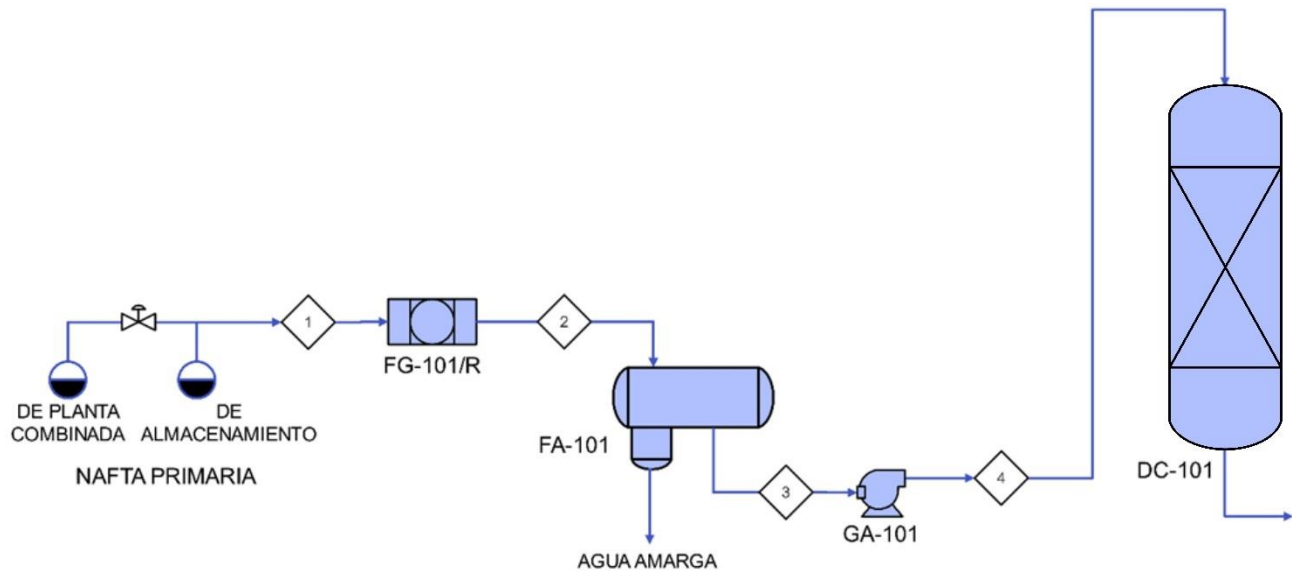 1
2
FG-101/R
DE PLANTA
COMBINADA
DE
ALMACENAMIENTO
NAFTA PRIMARIA
FA-101
AGUA AMARGA
3
GA-101
4
DC-101